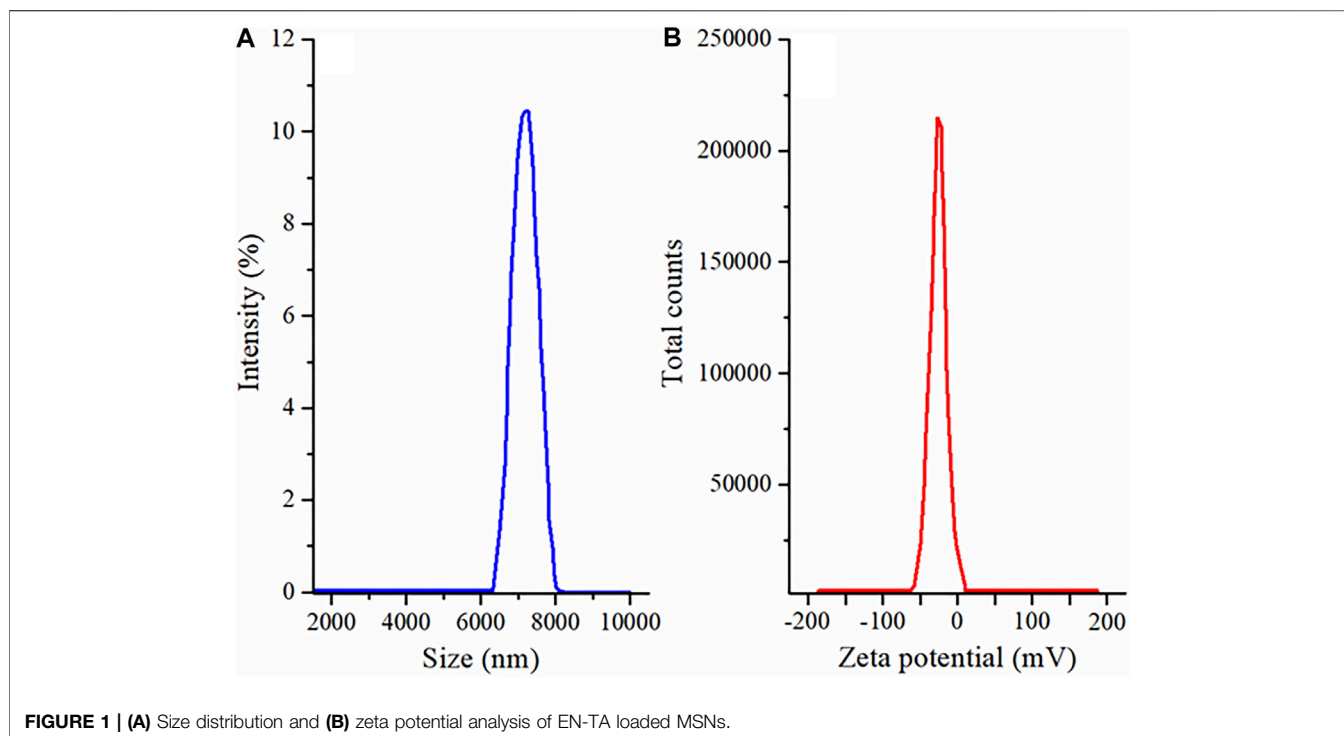 A
12
10
8
6
4
2
0
Intensity (%)
2000 4000 6000 8000 10000
Size (nm)
B
250000
200000
150000
100000
50000
Total counts
-200 -100 0 100 200
Zeta potential (mV)
FIGURE 1 | (A) Size distribution and (B) zeta potential analysis of EN-TA loaded MSNs.